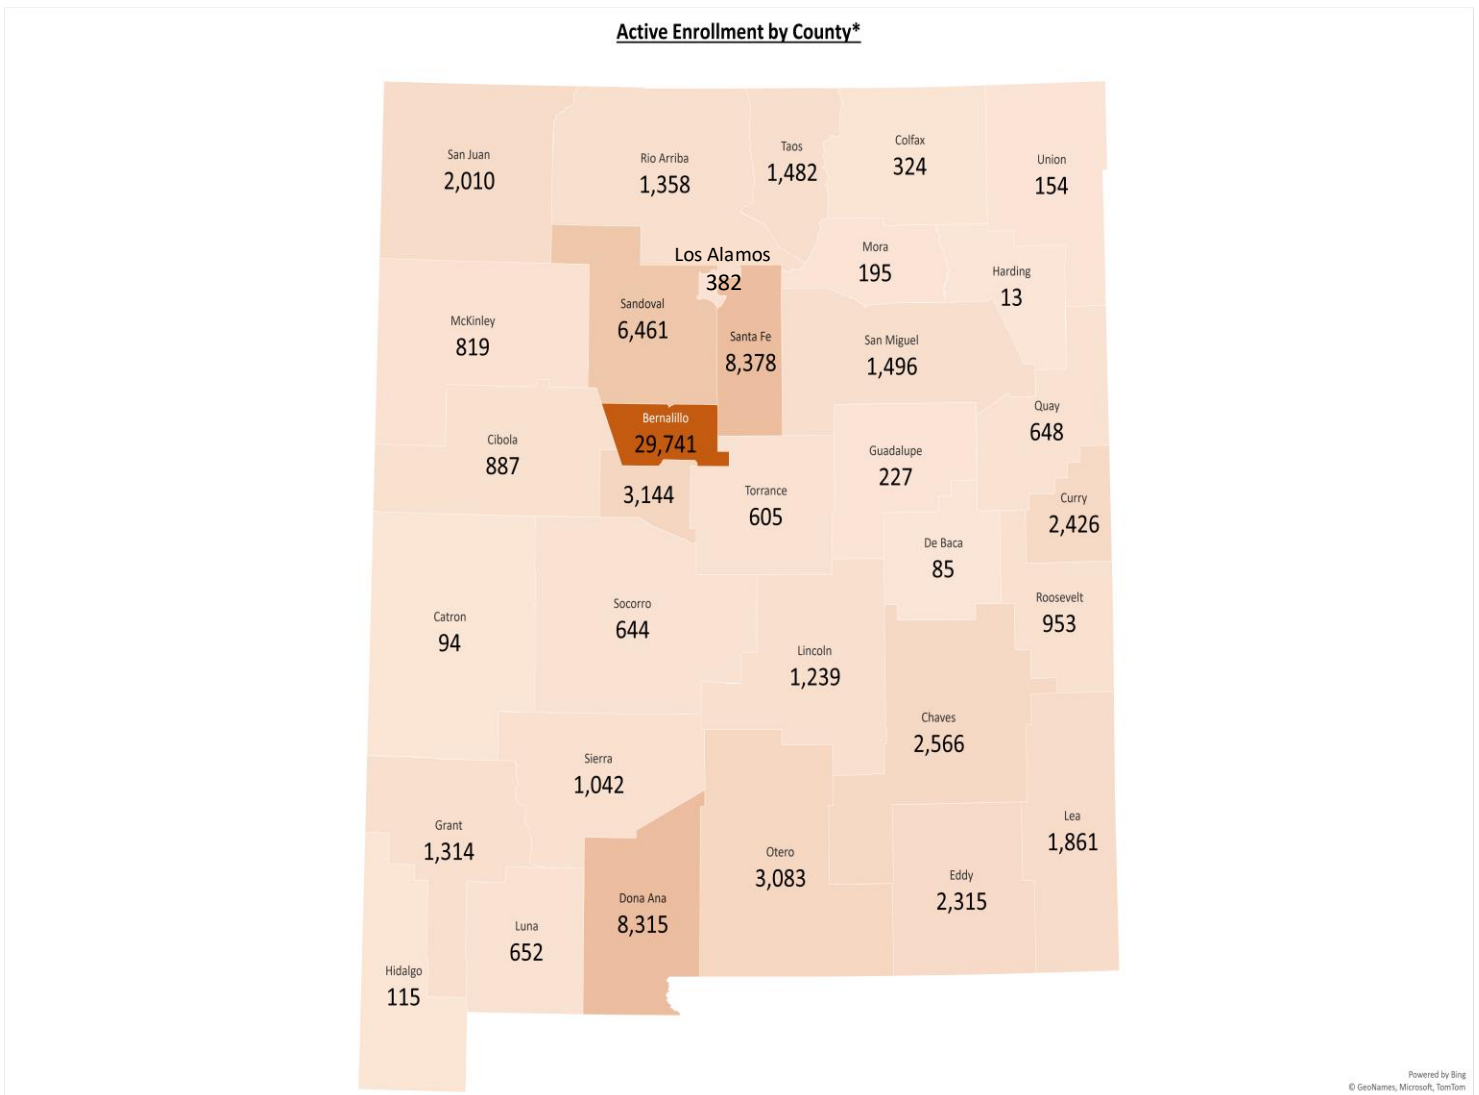 Active Enrollment by County*
San Juan
2,010
Rio Arriba
1,358
Taos
1,482
Colfax
324
Union
154
Los Alamos
382
Mora
195
Harding
13
McKinley
819
Sandoval
6,461
Santa Fe
8,378
San Miguel
1,496
Quay
648
Bernalillo
29,741
Cibola
887
Guadalupe
227
3,144
Torrance
605
Curry
2,426
De Baca
85
Roosevelt
953
Catron
94
Socorro
644
Lincoln
1,239
Chaves
2,566
Sierra
1,042
Grant
1,314
Lea
1,861
Otero
3,083
Eddy
2,315
Dona Ana
8,315
Luna
652
Hidalgo
115
Powered by Bing
© GeoNames, Microsoft, TomTom